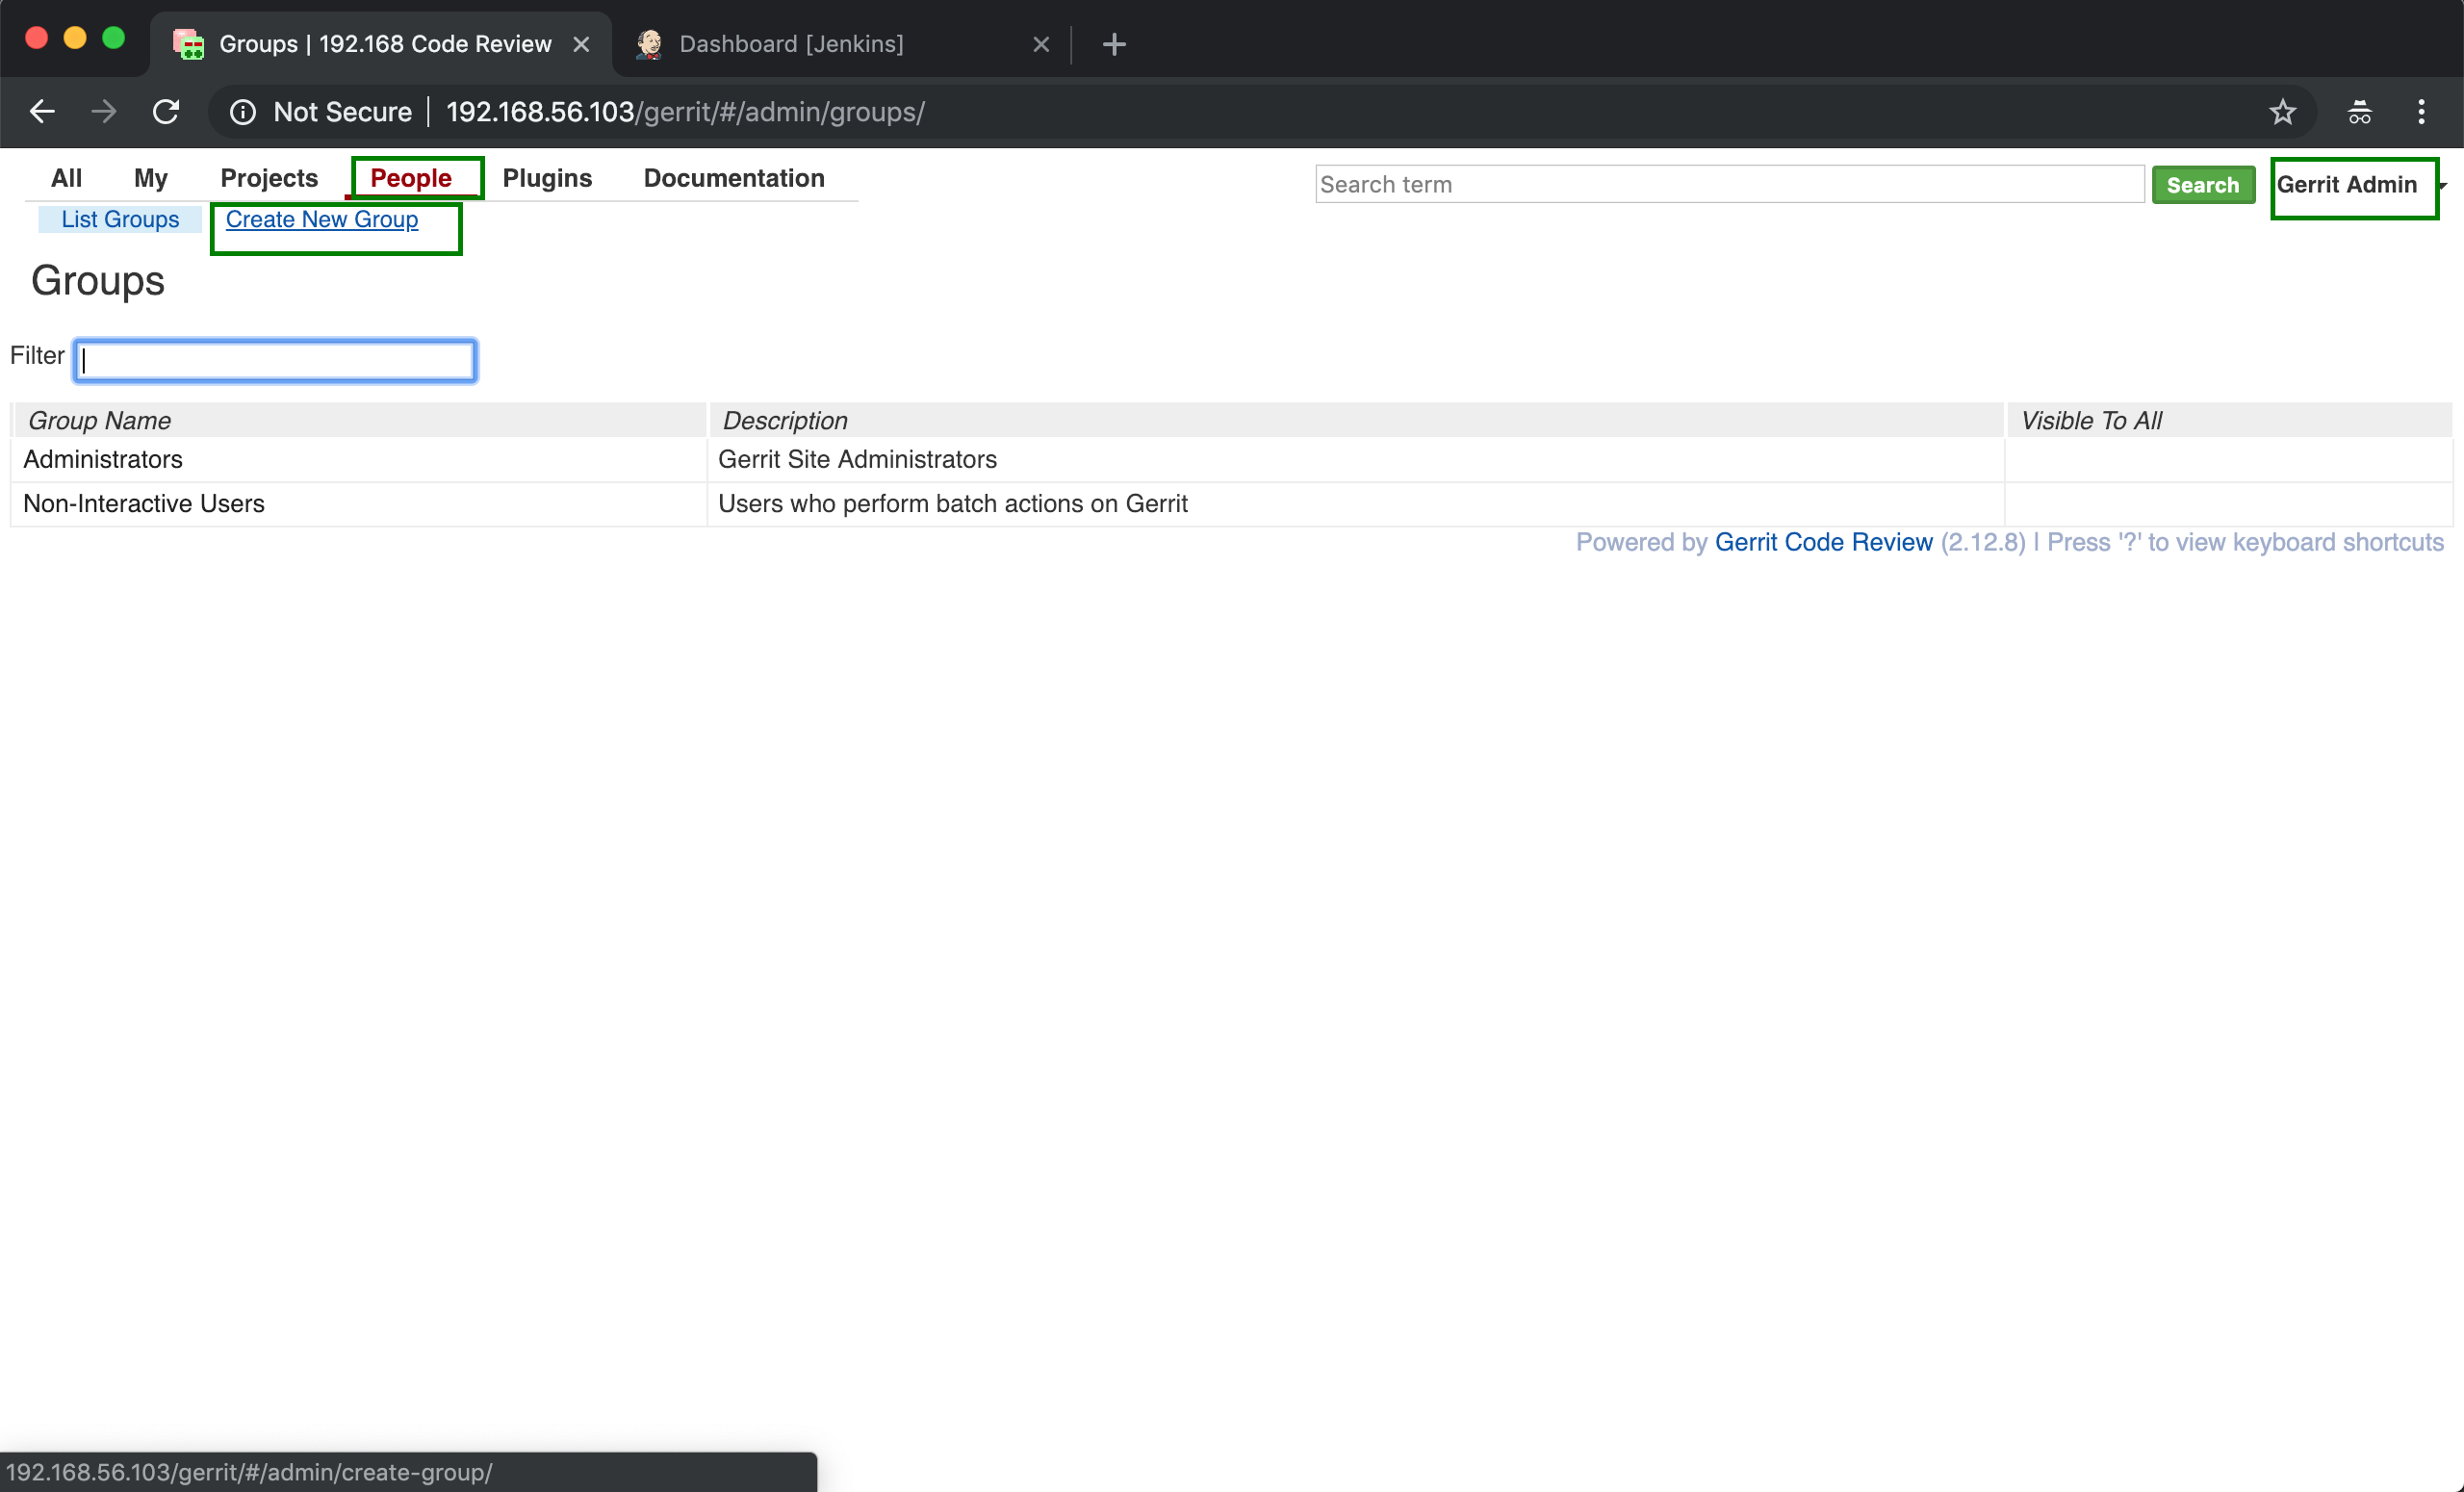 Groups | 192.168 Code Review
Dashboard [Jenkins]
Not Secure | 192.168.56.103/gerrit/#/admin/groups/
All My Projects People Plugins Documentation
Search term Search Gerrit Admin
List Groups Create New Group
Groups
Filter
Group Name Description Visible To All
Administrators Gerrit Site Administrators
Non-Interactive Users Users who perform batch actions on Gerrit
Powered by Gerrit Code Review (2.12.8) | Press '?' to view keyboard shortcuts
192.168.56.103/gerrit/#/admin/create-group/